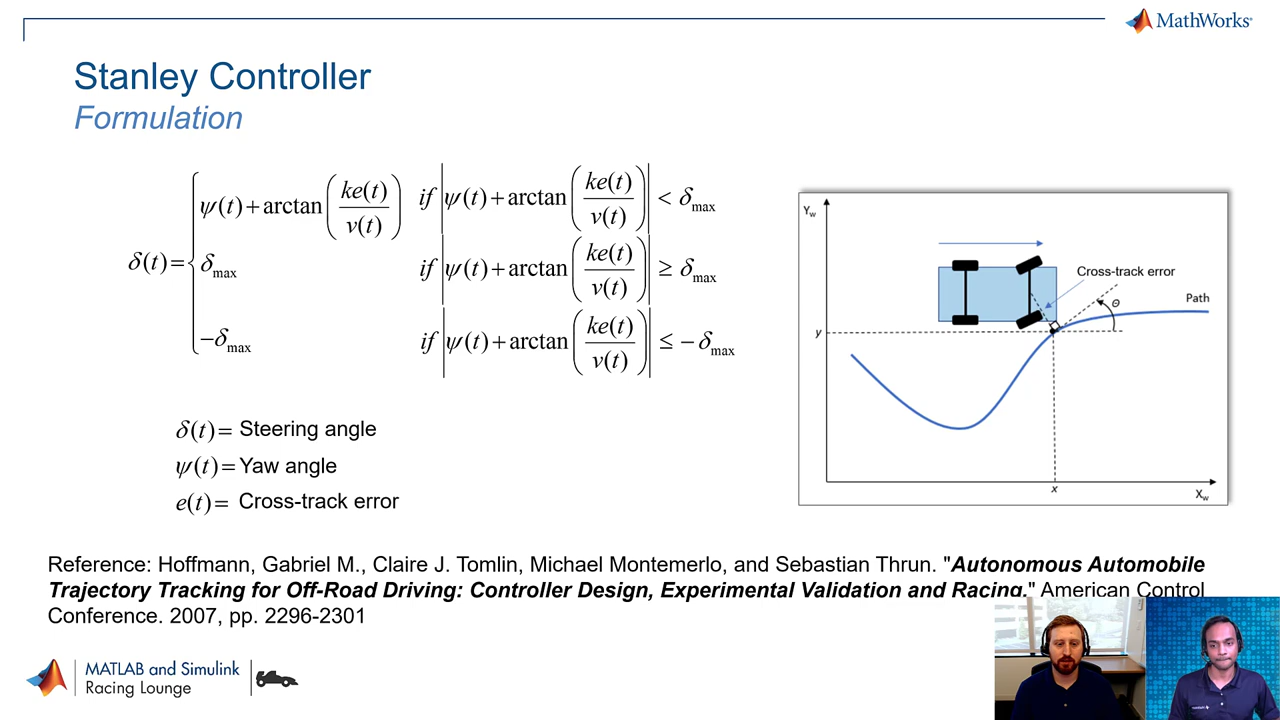 MathWorks®
Stanley Controller
Formulation
δ(t) = { ψ(t) + arctan(ke(t)/v(t)) if |ψ(t) + arctan(ke(t)/v(t))| < δmax
δmax if |ψ(t) + arctan(ke(t)/v(t))| ≥ δmax
−δmax if |ψ(t) + arctan(ke(t)/v(t))| ≤ −δmax
δ(t) = Steering angle
ψ(t) = Yaw angle
e(t) = Cross-track error
Yw
Cross-track error
Θ
Path
y
x
Xw
Reference: Hoffmann, Gabriel M., Claire J. Tomlin, Michael Montemerlo, and Sebastian Thrun. "Autonomous Automobile
Trajectory Tracking for Off-Road Driving: Controller Design, Experimental Validation and Racing." American Control
Conference. 2007, pp. 2296-2301
MATLAB and Simulink
Racing Lounge